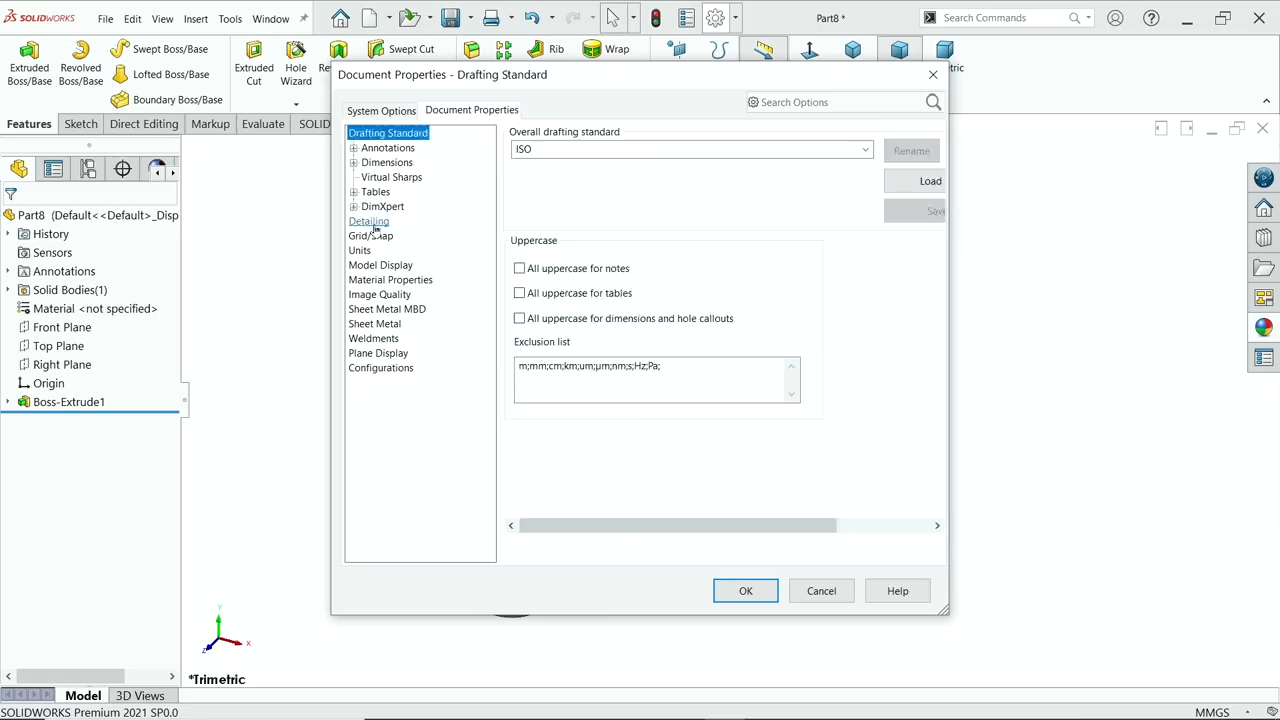 SOLIDWORKS
File Edit View Insert Tools Window
Part8 *
Search Commands
Extruded Boss/Base
Revolved Boss/Base
Swept Boss/Base
Lofted Boss/Base
Boundary Boss/Base
Extruded Cut
Hole Wizard
Swept Cut
Rib
Wrap
Features Sketch Direct Editing Markup Evaluate SOLID
Document Properties - Drafting Standard
System Options Document Properties
Search Options
Part8 (Default<<Default>_Disp
History
Sensors
Annotations
Solid Bodies(1)
Material <not specified>
Front Plane
Top Plane
Right Plane
Origin
Boss-Extrude1
Drafting Standard
Annotations
Dimensions
Virtual Sharps
Tables
DimXpert
Detailing
Grid/Snap
Units
Model Display
Material Properties
Image Quality
Sheet Metal MBD
Sheet Metal
Weldments
Plane Display
Configurations
Overall drafting standard
ISO
Rename
Load
Sav
Uppercase
All uppercase for notes
All uppercase for tables
All uppercase for dimensions and hole callouts
Exclusion list
m;mm;cm;km;um;µm;nm;s;Hz;Pa;
OK Cancel Help
Y
X
Z
*Trimetric
Model 3D Views
SOLIDWORKS Premium 2021 SP0.0
MMGS